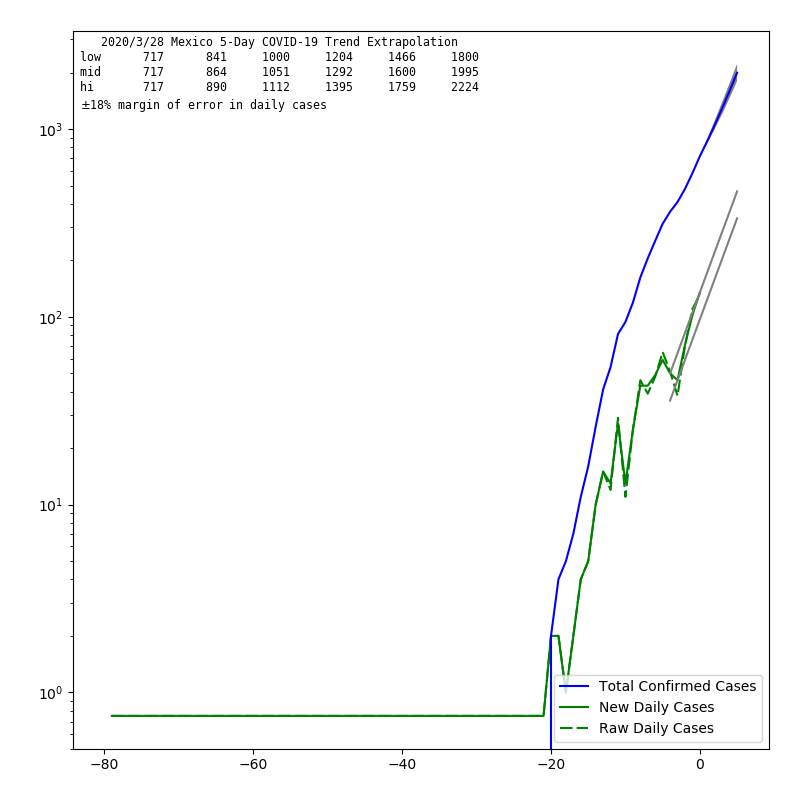 2020/3/28 Mexico 5-Day COVID-19 Trend Extrapolation
low 717 841 1000 1204 1466 1800
mid 717 864 1051 1292 1600 1995
hi 717 890 1112 1395 1759 2224
±18% margin of error in daily cases
10³
10²
10¹
10⁰
Total Confirmed Cases
New Daily Cases
Raw Daily Cases
−80 −60 −40 −20 0